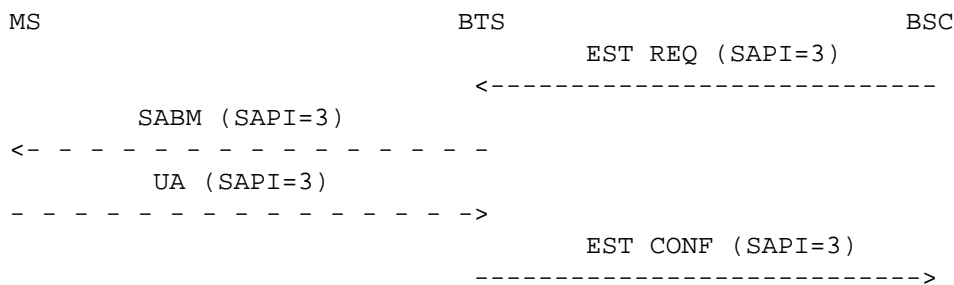 MS BTS BSC
EST REQ (SAPI=3)
<----------------------------
SABM (SAPI=3)
<- - - - - - - - - - - - - - -
UA (SAPI=3)
- - - - - - - - - - - - - - ->
EST CONF (SAPI=3)
---------------------------->